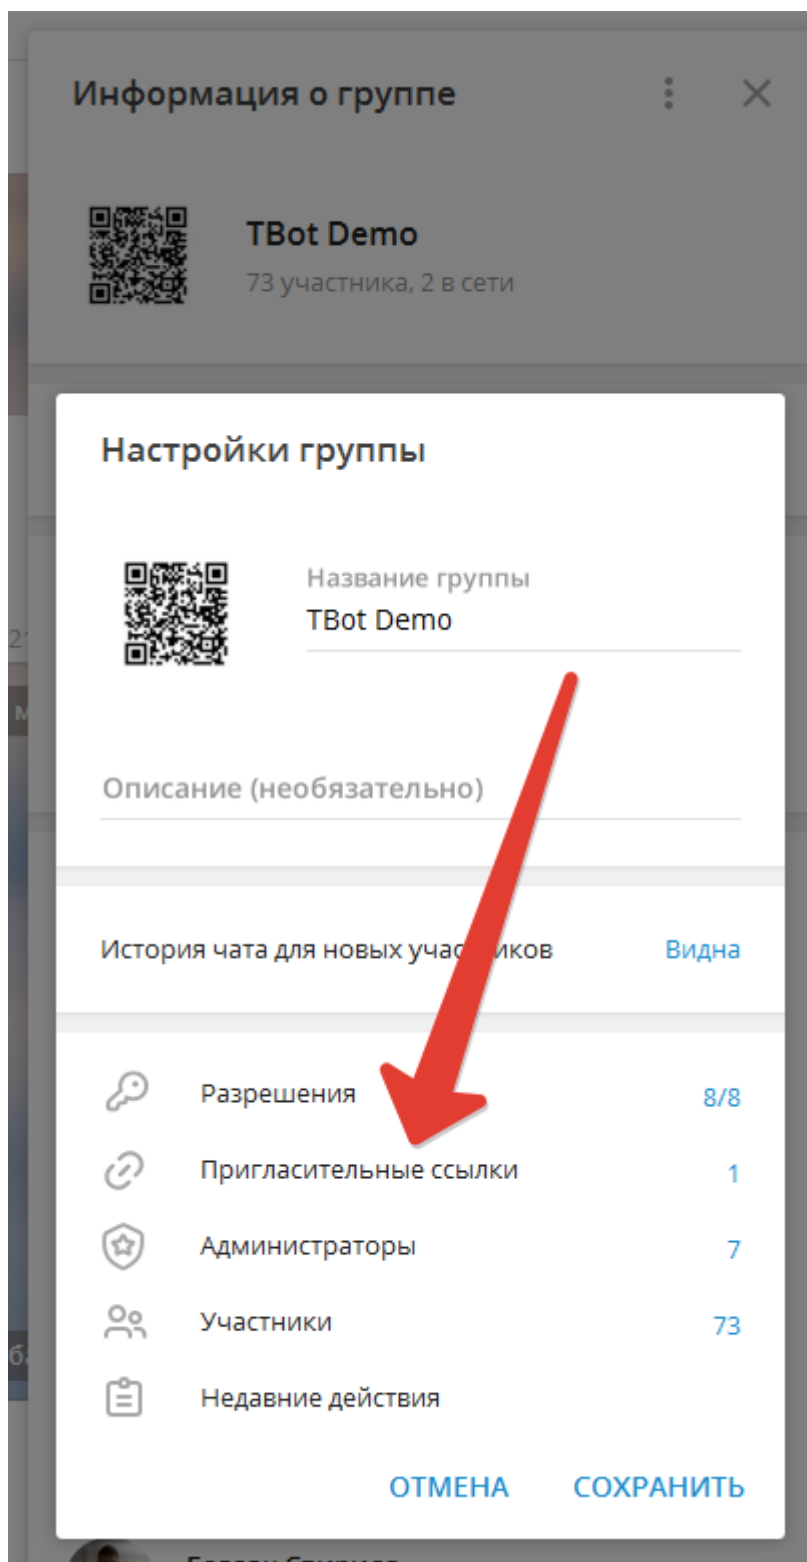 Информация о группе
TBot Demo
73 участника, 2 в сети
Настройки группы
Название группы
TBot Demo
Описание (необязательно)
История чата для новых
Видна
Разрешения
8/8
Пригласительные ссылки
1
Администраторы
7
Участники
73
Недавние действия
ОТМЕНА
СОХРАНИТЬ